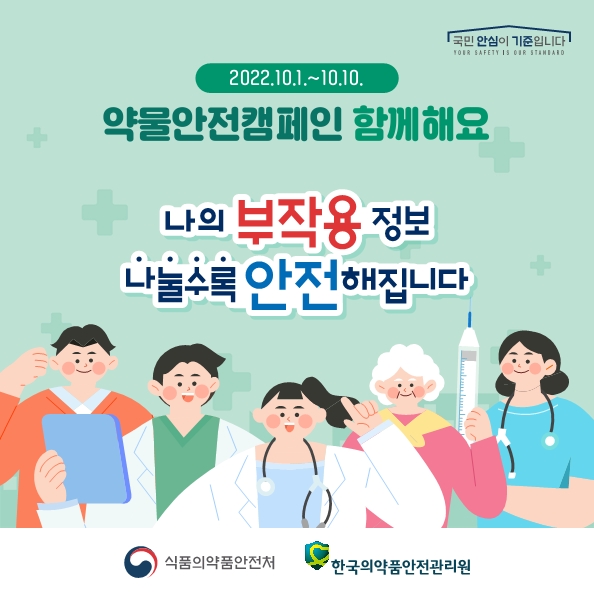 국민 안심이 기준입니다
YOUR SAFETY IS OUR STANDARD
2022.10.1.~10.10.
약물안전캠페인 함께해요
나의 부작용 정보
나눌수록 안전해집니다
식품의약품안전처
한국의약품안전관리원